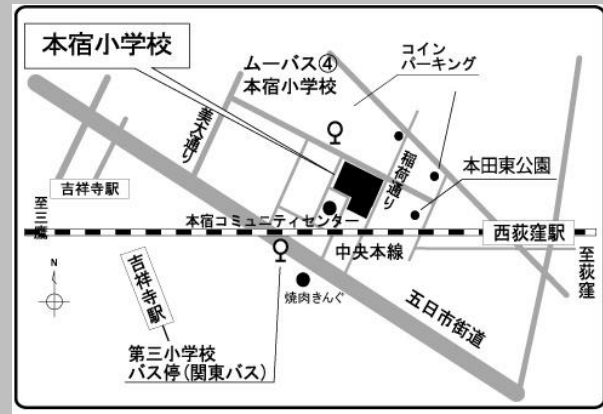 本宿小学校
ムーバス④
本宿小学校
コイン
パーキング
美大通り
稲荷通り
本田東公園
吉祥寺駅
至三鷹
本宿コミュニティセンター
中央本線
西荻窪駅
至荻窪
N
吉祥寺駅
焼肉きんぐ
五日市街道
第三小学校
バス停(関東バス)